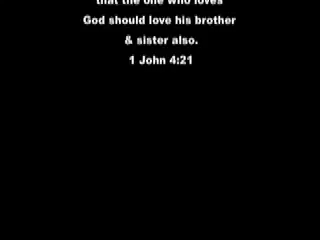 that the one who loves
God should love his brother
& sister also.
1 John 4:21